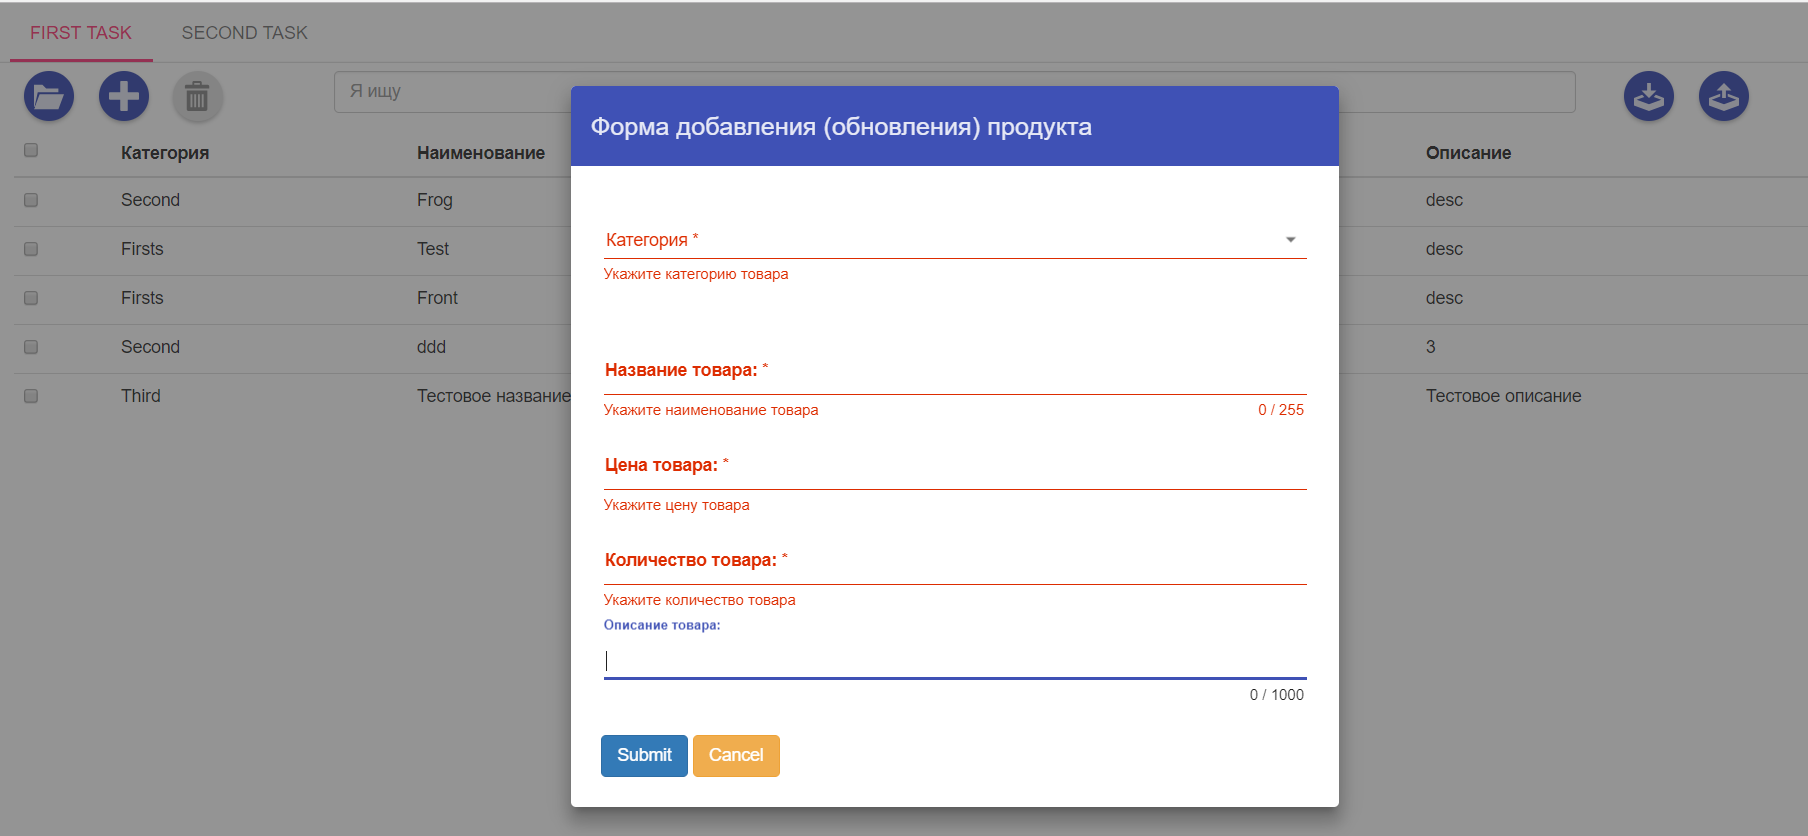 FIRST TASK SECOND TASK
Я ищу
Форма добавления (обновления) продукта
Категория Наименование Описание
Second Frog desc
Firsts Test desc
Firsts Front desc
Second ddd 3
Third Тестовое название Тестовое описание
Категория *
Укажите категорию товара
Название товара: *
Укажите наименование товара 0 / 255
Цена товара: *
Укажите цену товара
Количество товара: *
Укажите количество товара
Описание товара:
0 / 1000
Submit Cancel